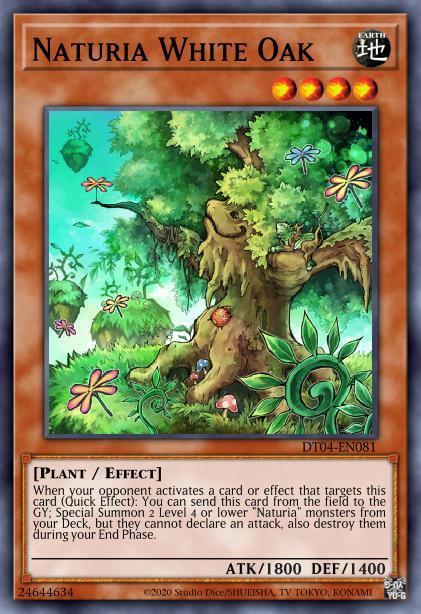 NATURIA WHITE OAK
EARTH
地
DT04-EN081
[PLANT / EFFECT]
When your opponent activates a card or effect that targets
this card (Quick Effect): You can send this card from the field to the
GY; Special Summon 2 Level 4 or lower "Naturia" monsters from
your Deck, but they cannot declare an attack, also destroy them
during your End Phase.
ATK/1800 DEF/1400
24644634
©2020 Studio Dice/SHUEISHA, TV TOKYO, KONAMI